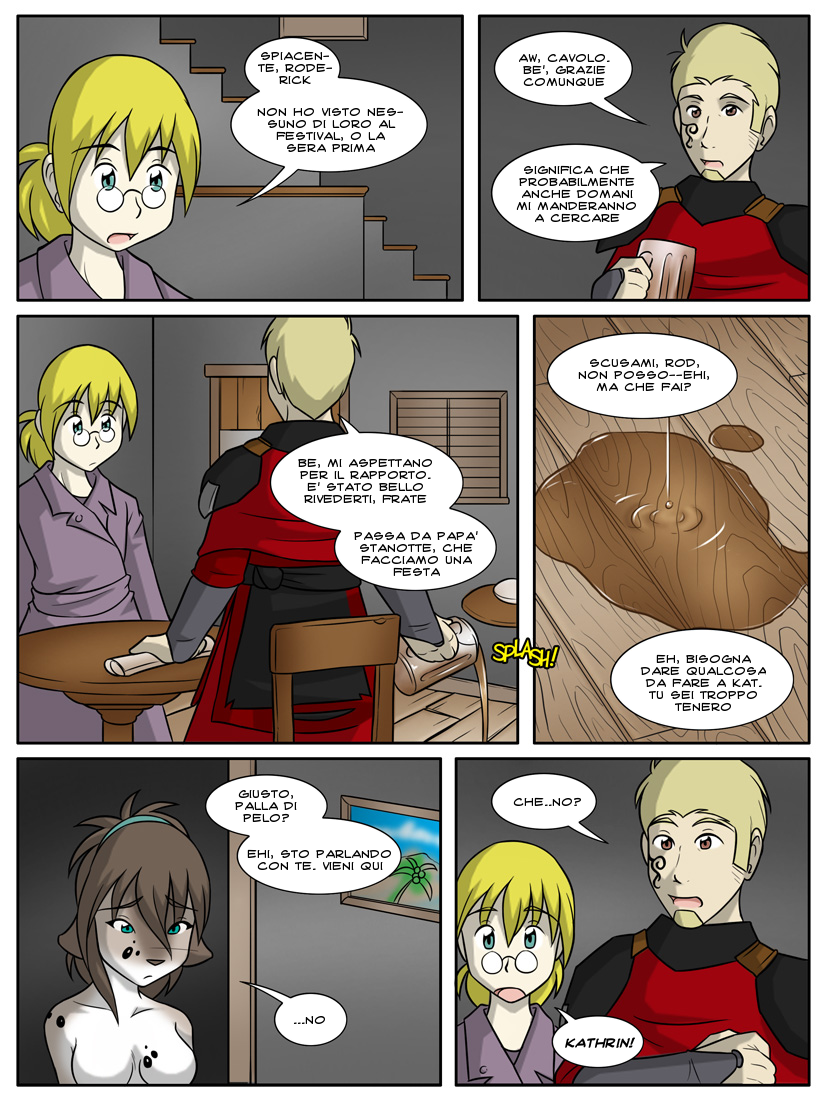 SPIACEN-
TE, RODE-
RICK
NON HO VISTO NES-
SUNO DI LORO AL
FESTIVAL, O LA
SERA PRIMA
AW, CAVOLO.
BE', GRAZIE
COMUNQUE
SIGNIFICA CHE
PROBABILMENTE
ANCHE DOMANI
MI MANDERANNO
A CERCARE
BE, MI ASPETTANO
PER IL RAPPORTO.
E' STATO BELLO
RIVEDERTI, FRATE
PASSA DA PAPA'
STANOTTE, CHE
FACCIAMO UNA
FESTA
SPLASH!
SCUSAMI, ROD,
NON POSSO--EHI,
MA CHE FAI?
EH, BISOGNA
DARE QUALCOSA
DA FARE A KAT.
TU SEI TROPPO
TENERO
GIUSTO,
PALLA DI
PELO?
EHI, STO PARLANDO
CON TE. VIENI QUI
...NO
CHE..NO?
KATHRIN!